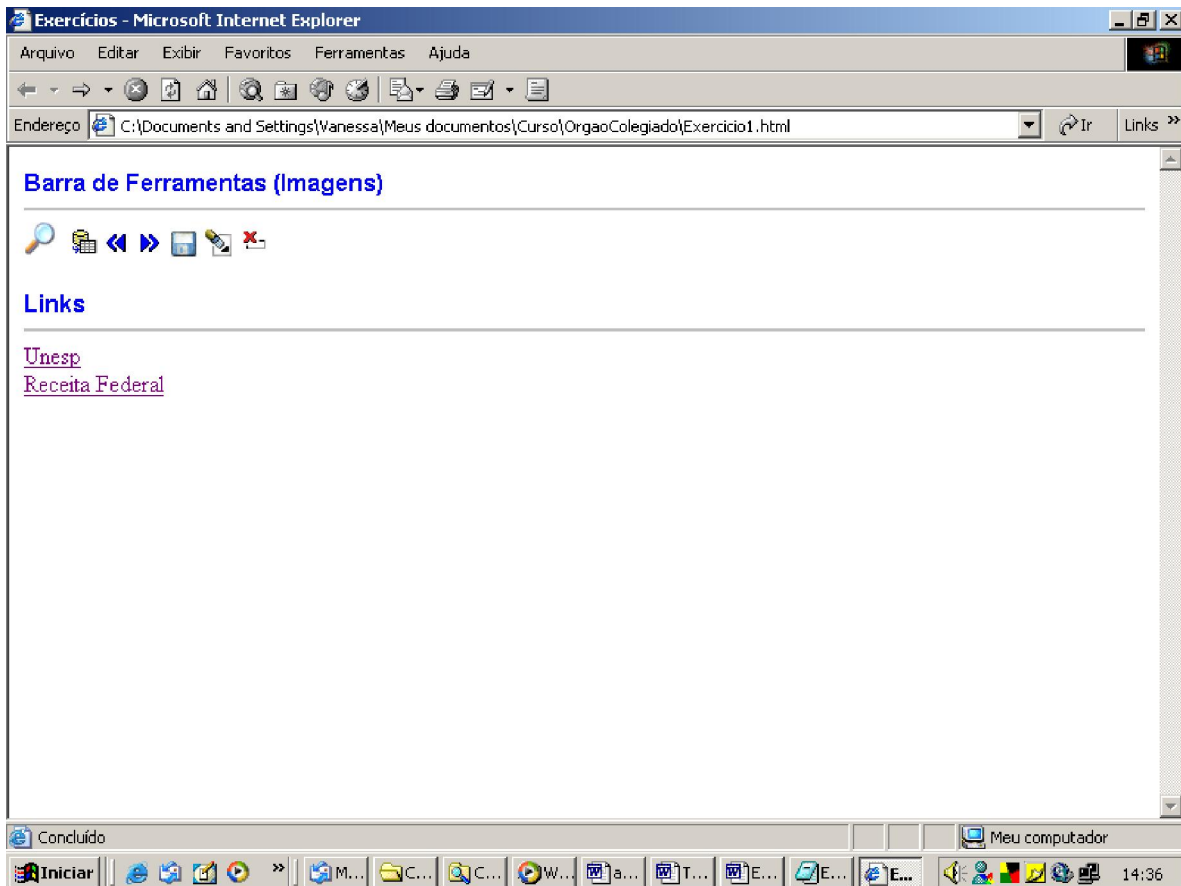 Exercícios - Microsoft Internet Explorer
Arquivo Editar Exibir Favoritos Ferramentas Ajuda
Endereço C:\Documents and Settings\Vanessa\Meus documentos\Curso\OrgaoColegiado\Exercicio1.html Ir Links »
Barra de Ferramentas (Imagens)
Links
Unesp
Receita Federal
Concluído Meu computador
Iniciar » M... C... C... W... a... T... E... E... E... 14:36